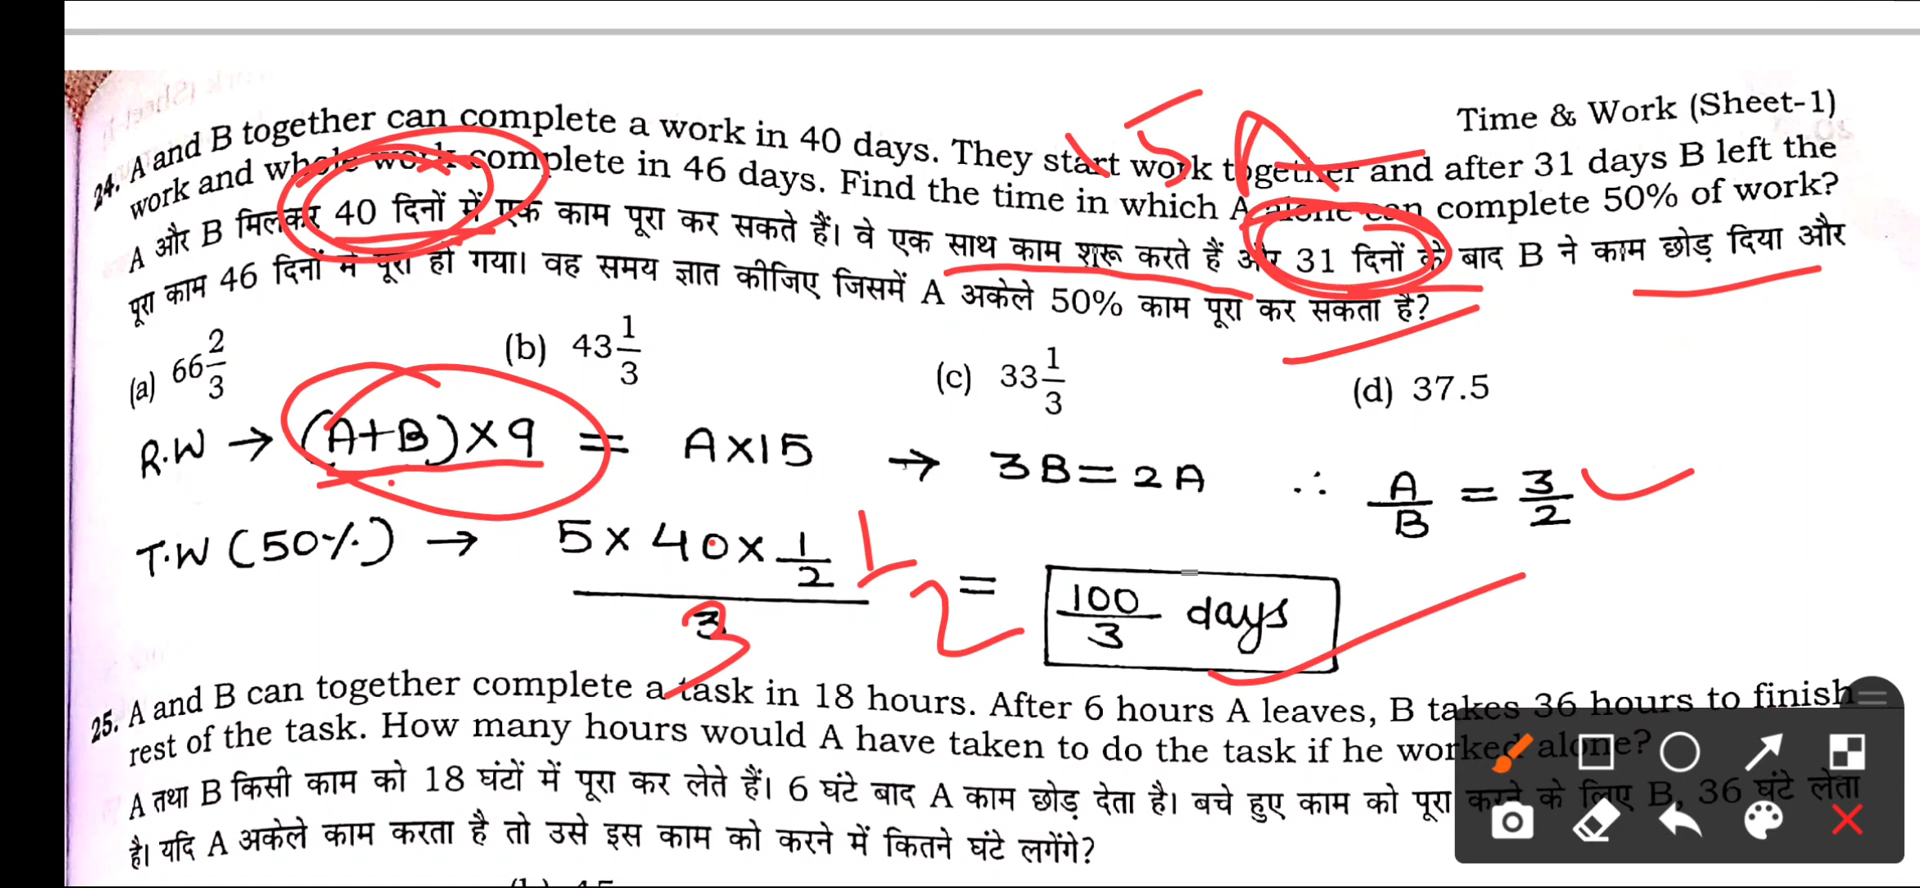 Time & Work (Sheet-1)
24. A and B together can complete a work in 40 days. They start work together and after 31 days B left the
work and whole work complete in 46 days. Find the time in which A alone can complete 50% of work?
A और B मिलकर 40 दिनों में एक काम पूरा कर सकते हैं। वे एक साथ काम शुरू करते हैं और 31 दिनों के बाद B ने काम छोड़ दिया और
पूरा काम 46 दिनों में पूरा हो गया। वह समय ज्ञात कीजिए जिसमें A अकेले 50% काम पूरा कर सकता है?
15 A
(a) 66 2/3 (b) 43 1/3 (c) 33 1/3 (d) 37.5
R.W → (A+B)×9 = A×15 → 3B=2A ∴ A/B = 3/2
T.W (50%) → 5×40×1/2 / 3 = 100/3 days
1
2
3
25. A and B can together complete a task in 18 hours. After 6 hours A leaves, B takes 36 hours to finish
rest of the task. How many hours would A have taken to do the task if he worked alone?
A तथा B किसी काम को 18 घंटों में पूरा कर लेते हैं। 6 घंटे बाद A काम छोड़ देता है। बचे हुए काम को पूरा करने के लिए B, 36 घंटे लेता
है। यदि A अकेले काम करता है तो उसे इस काम को करने में कितने घंटे लगेंगे?